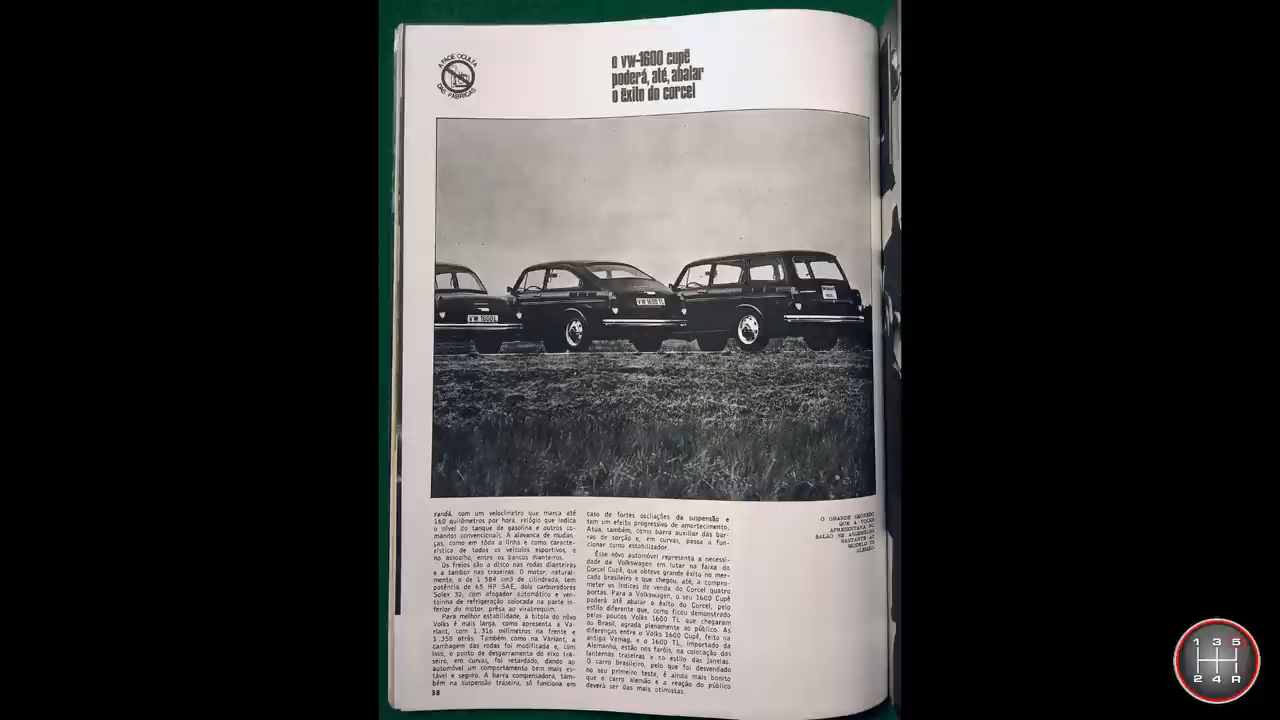 A FACE OCULTA
DAS FÁBRICAS
o vw-1600 cupê
poderá, até, abalar
o êxito do corcel
VW 1600 L
VW 1600 TL
randá, com um velocímetro que marca até
160 quilômetros por hora, relógio que indica
o nível do tanque de gasolina e outros co-
mandos convencionais. A alavanca de mudan-
ças, como em tôda a linha e como caracte-
rística de todos os veículos esportivos, é
no assoalho, entre os bancos dianteiros.
Os freios são a disco nas rodas dianteiras
e a tambor nas traseiras. O motor, natural-
mente, o de 1 584 cm3 de cilindrada, tem
potência de 65 HP SAE, dois carburadores
Solex 32, com afogador automático e ven-
toinha de refrigeração colocada na parte in-
ferior do motor, prêsa ao virabrequim.
Para melhor estabilidade, a bitola do nôvo
Volks é mais larga, como apresenta a Va-
riant, com 1.316 milímetros na frente e
1.358 atrás. Também como na Variant, a
cambagem das rodas foi modificada e, com
isso, o ponto de desgarramento do eixo tra-
seiro, em curvas, foi retardado, dando ao
automóvel um comportamento bem mais es-
tável e seguro. A barra compensadora, tam-
bém na suspensão traseira, só funciona em
38
caso de fortes oscilações da suspensão e
tem um efeito progressivo de amortecimento.
Atua, também, como barra auxiliar das bar-
ras de sorção e, em curvas, passa a fun-
cionar como estabilizador.
Êsse nôvo automóvel representa a necessi-
dade da Volkswagen em lutar na faixa do
Corcel Cupê, que obteve grande êxito no mer-
cado brasileiro e que chegou, até, a compro-
meter os índices de venda do Corcel quatro
portas. Para a Volkswagen, o seu 1600 Cupê
poderá até abalar o êxito do Corcel, pelo
estilo diferente que, como ficou demonstrado
pelos poucos Volks 1600 TL que chegaram
ao Brasil, agrada plenamente ao público. As
diferenças entre o Volks 1600 Cupê, feito na
antiga Vemag, e o 1600 TL, importado da
Alemanha, estão nos faróis, na colocação das
lanternas traseiras e no estilo das janelas.
O carro brasileiro, pelo que foi desvendado
no seu primeiro teste, é ainda mais bonito
que o carro alemão e a reação do público
deverá ser das mais otimistas.
O GRANDE SEGRÊDO
QUE A VOLKS
APRESENTARÁ NO
SALÃO SE ASSEMELHA
BASTANTE AO
MODÊLO DA
ALEMÃO.
1 3 5
2 4 R